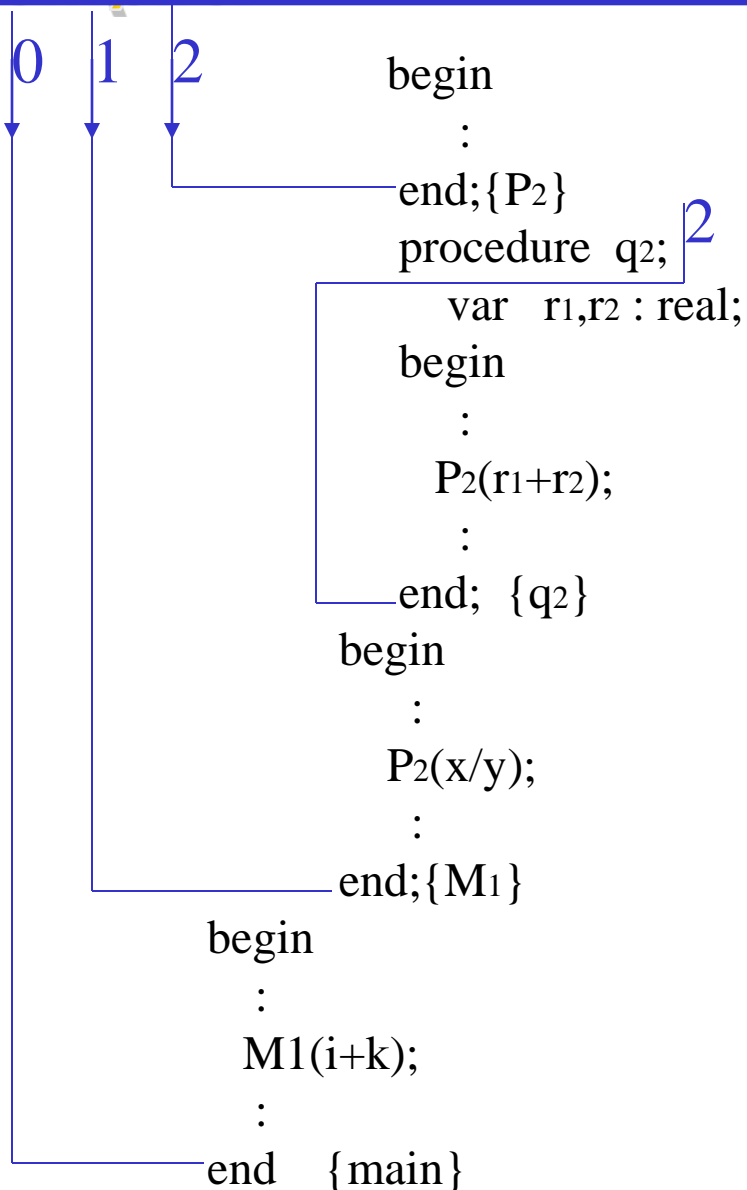 0 1 2
begin
:
end;{P2}
2
procedure q2;
var r1,r2 : real;
begin
:
P2(r1+r2);
:
end; {q2}
begin
:
P2(x/y);
:
end;{M1}
begin
:
M1(i+k);
:
end {main}